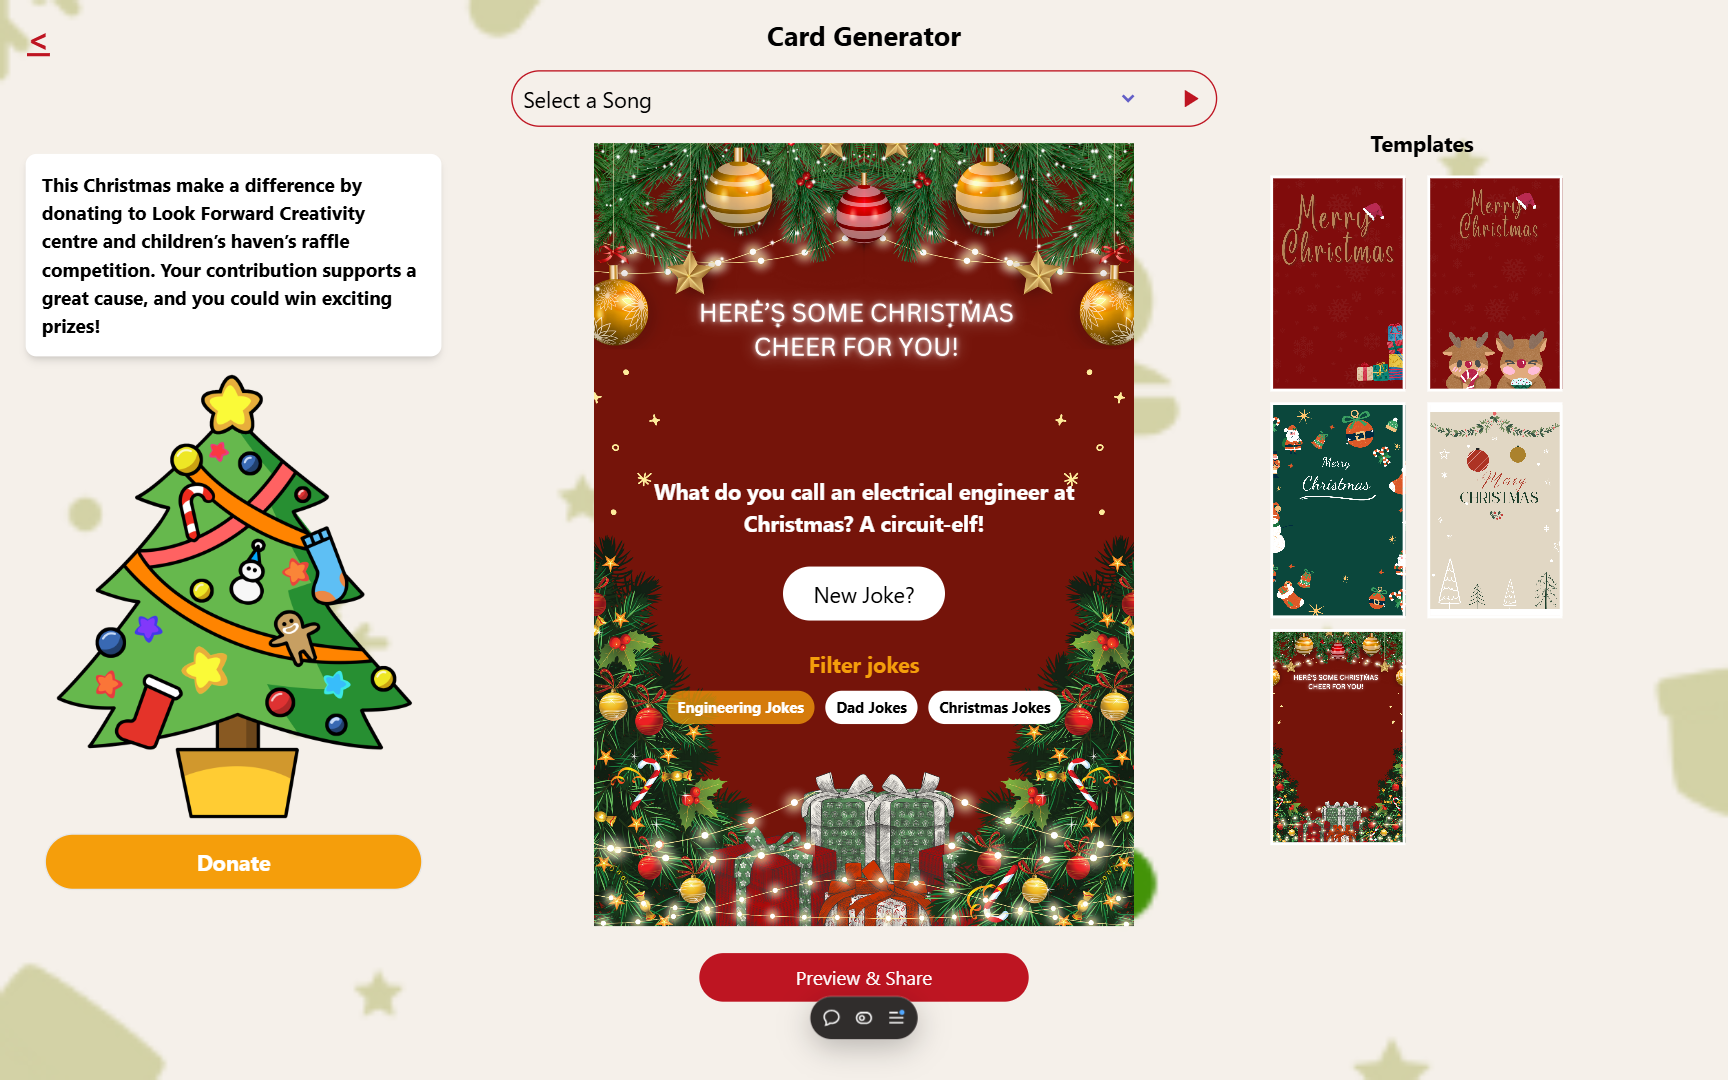 <
Card Generator
Select a Song
This Christmas make a difference by
donating to Look Forward Creativity
centre and children’s haven’s raffle
competition. Your contribution supports a
great cause, and you could win exciting
prizes!
Donate
HERE’S SOME CHRISTMAS
CHEER FOR YOU!
What do you call an electrical engineer at
Christmas? A circuit-elf!
New Joke?
Filter jokes
Engineering Jokes
Dad Jokes
Christmas Jokes
Preview & Share
Templates
Merry
Christmas
Merry
Christmas
Merry
Christmas
Mary
CHRISTMAS
HERE’S SOME CHRISTMAS
CHEER FOR YOU!